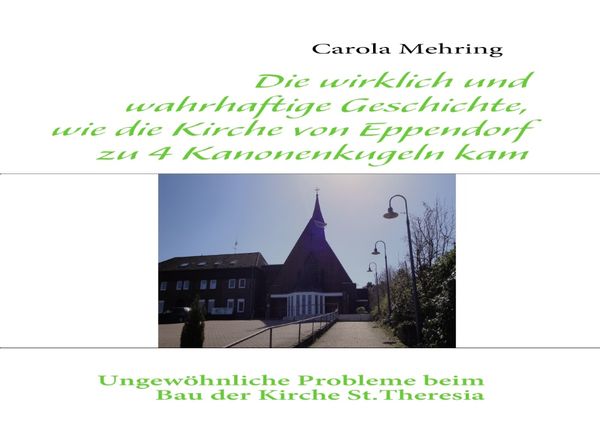 Carola Mehring
Die wirklich und
wahrhaftige Geschichte,
wie die Kirche von Eppendorf
zu 4 Kanonenkugeln kam
Ungewöhnliche Probleme beim
Bau der Kirche St.Theresia